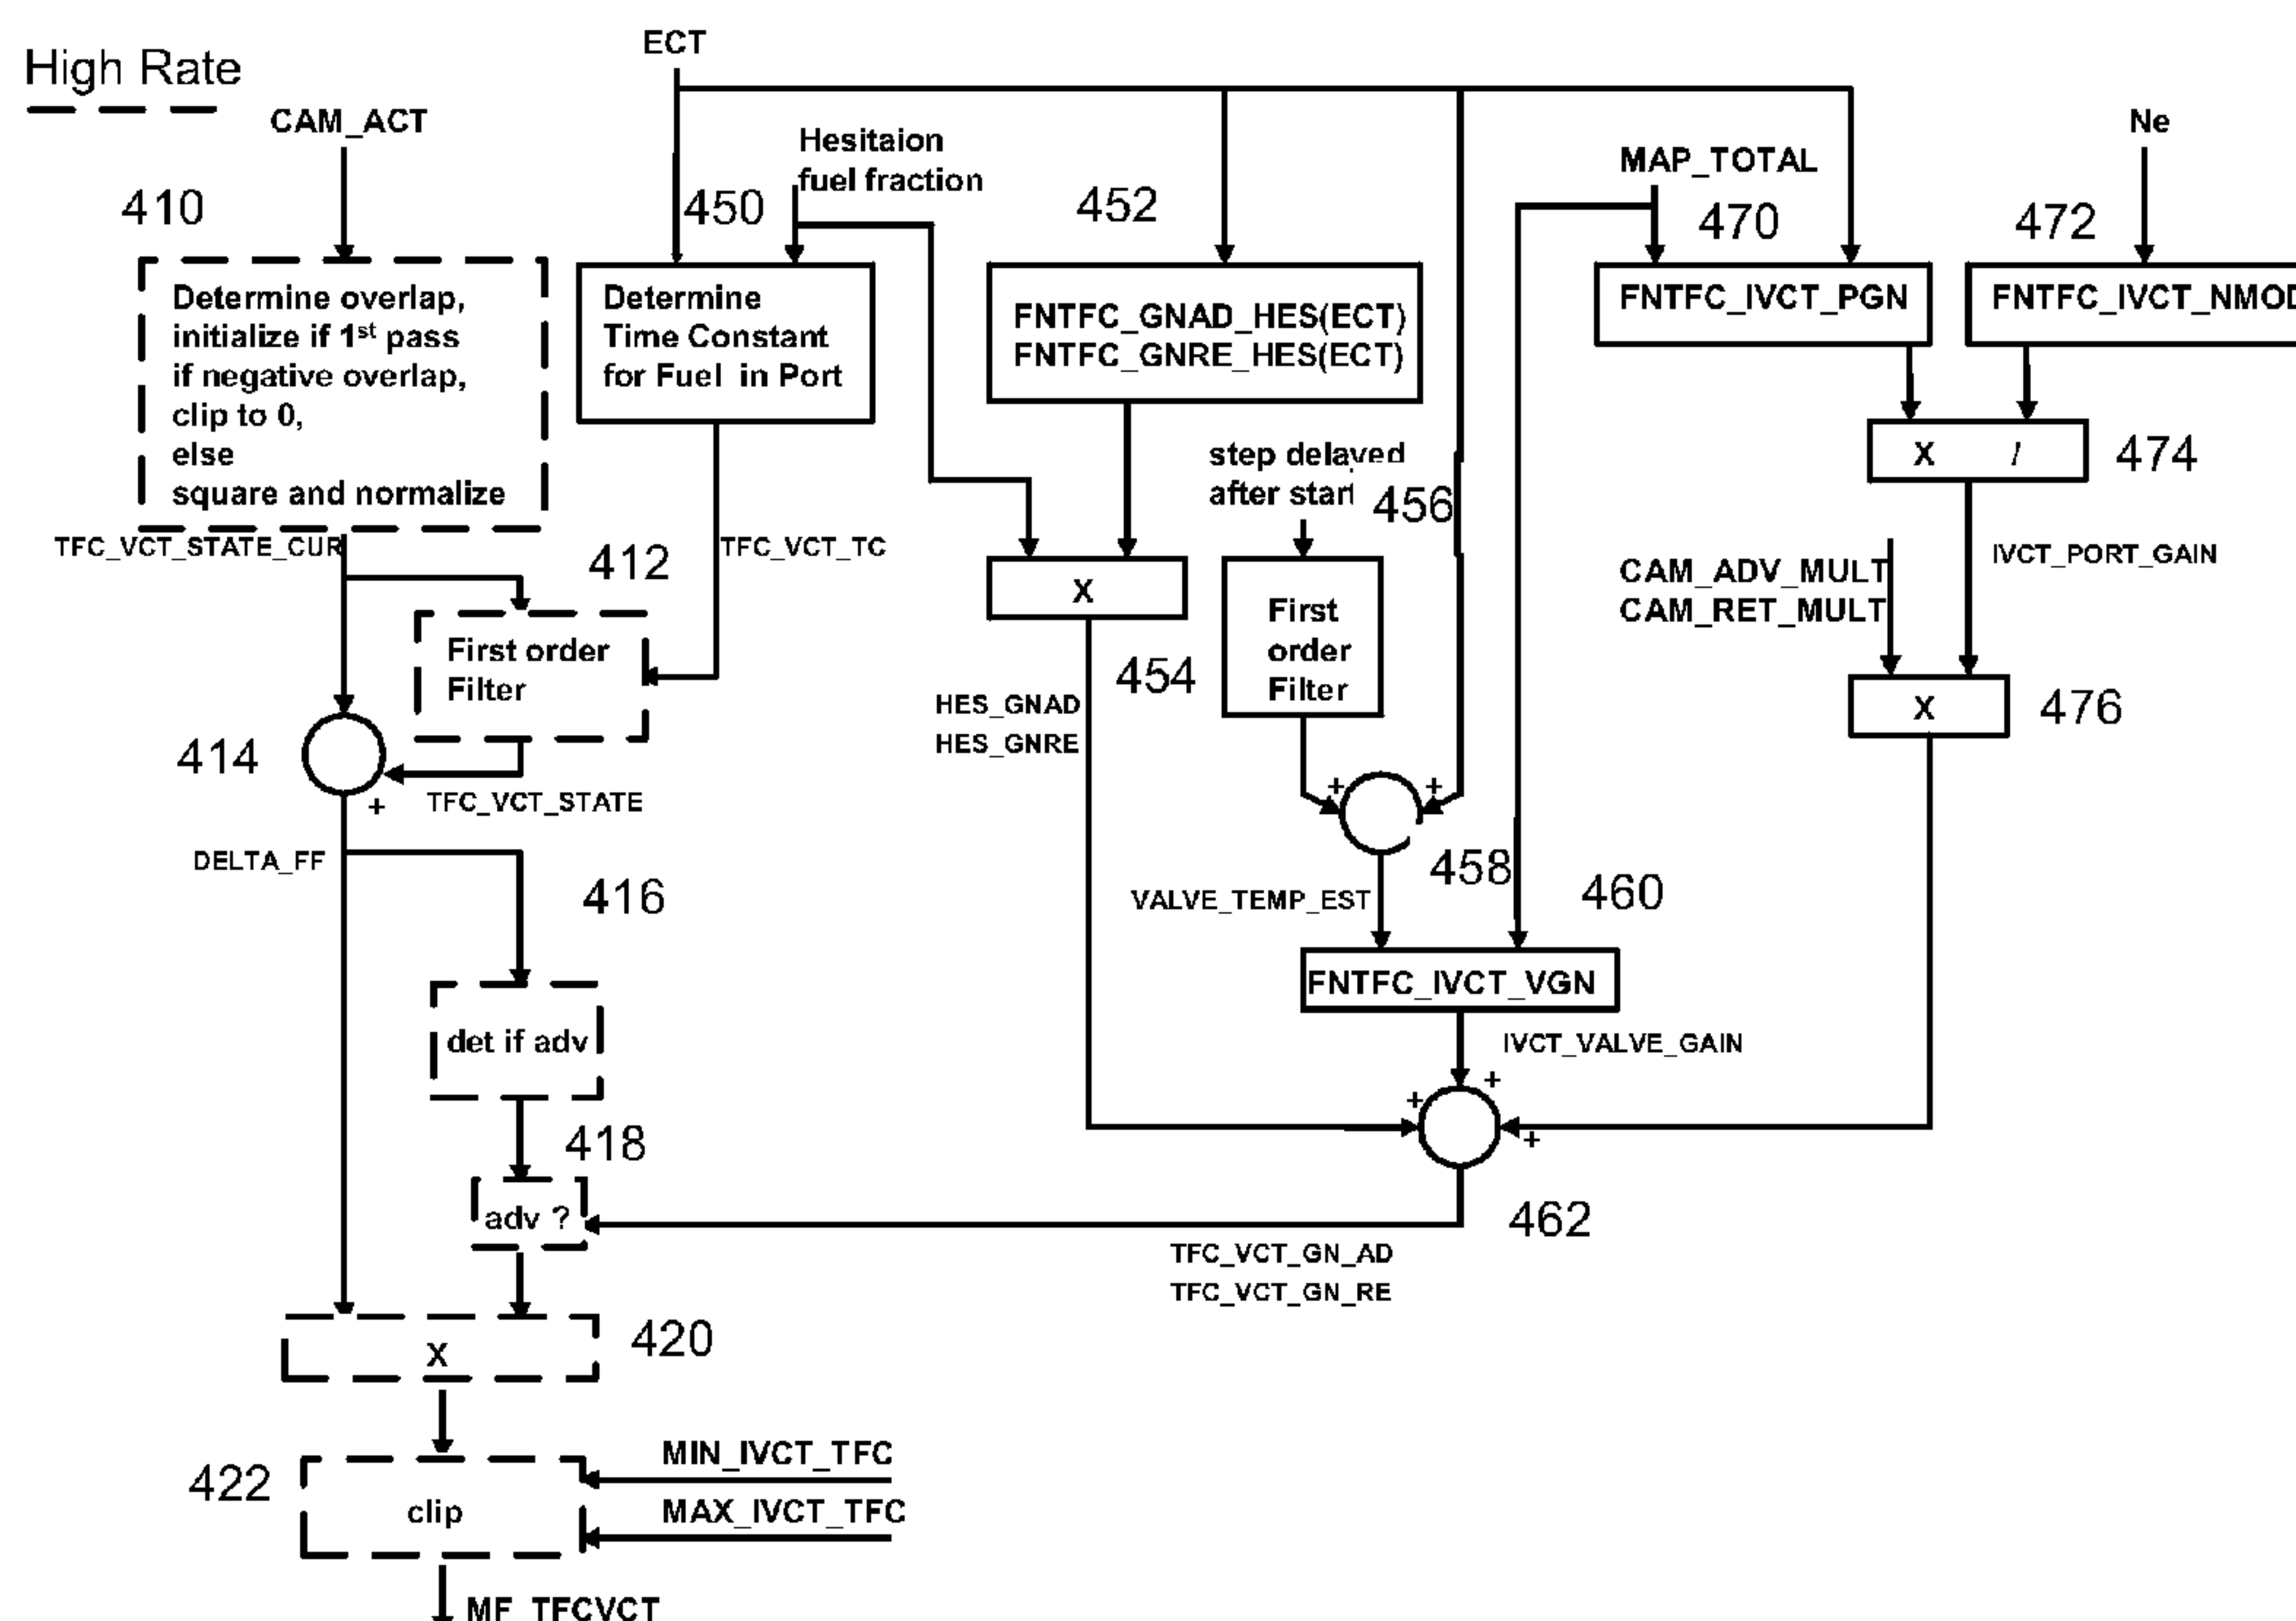 High Rate
ECT
CAM_ACT
Hesitaion
fuel fraction
MAP_TOTAL
Ne
410
450
452
470
472
Determine overlap,
initialize if 1st pass
if negative overlap,
clip to 0,
else
square and normalize
Determine
Time Constant
for Fuel in Port
FNTFC_GNAD_HES(ECT)
FNTFC_GNRE_HES(ECT)
FNTFC_IVCT_PGN
FNTFC_IVCT_NMOD
X /
474
step delayed
after start
456
TFC_VCT_STATE_CUR
412
TFC_VCT_TC
IVCT_PORT_GAIN
CAM_ADV_MULT
CAM_RET_MULT
X
First
order
Filter
First order
Filter
454
HES_GNAD
HES_GNRE
X
476
414
+
TFC_VCT_STATE
+ +
DELTA_FF
416
458
460
VALVE_TEMP_EST
FNTFC_IVCT_VGN
det if adv
IVCT_VALVE_GAIN
+
+
+
418
adv ?
462
TFC_VCT_GN_AD
TFC_VCT_GN_RE
X
420
422
clip
MIN_IVCT_TFC
MAX_IVCT_TFC
MF_TFCVCT